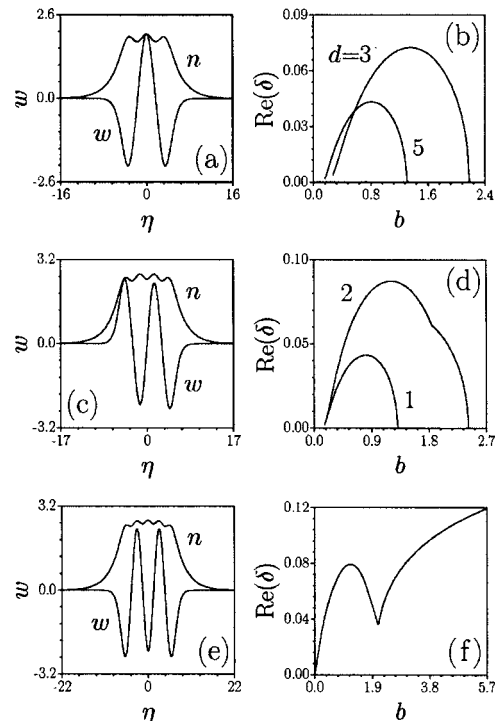 2.6
w
0.0
-2.6
n
w
(a)
-16
0
16
η
0.09
Re(δ)
0.06
0.03
0.00
d=3
5
(b)
0.0
0.8
1.6
2.4
b
3.2
w
0.0
-3.2
n
w
(c)
-17
0
17
η
0.10
Re(δ)
0.05
0.00
2
1
(d)
0.0
0.9
1.8
2.7
b
3.2
w
0.0
-3.2
n
w
(e)
-22
0
22
η
0.12
Re(δ)
0.08
0.04
0.00
(f)
0.0
1.9
3.8
5.7
b